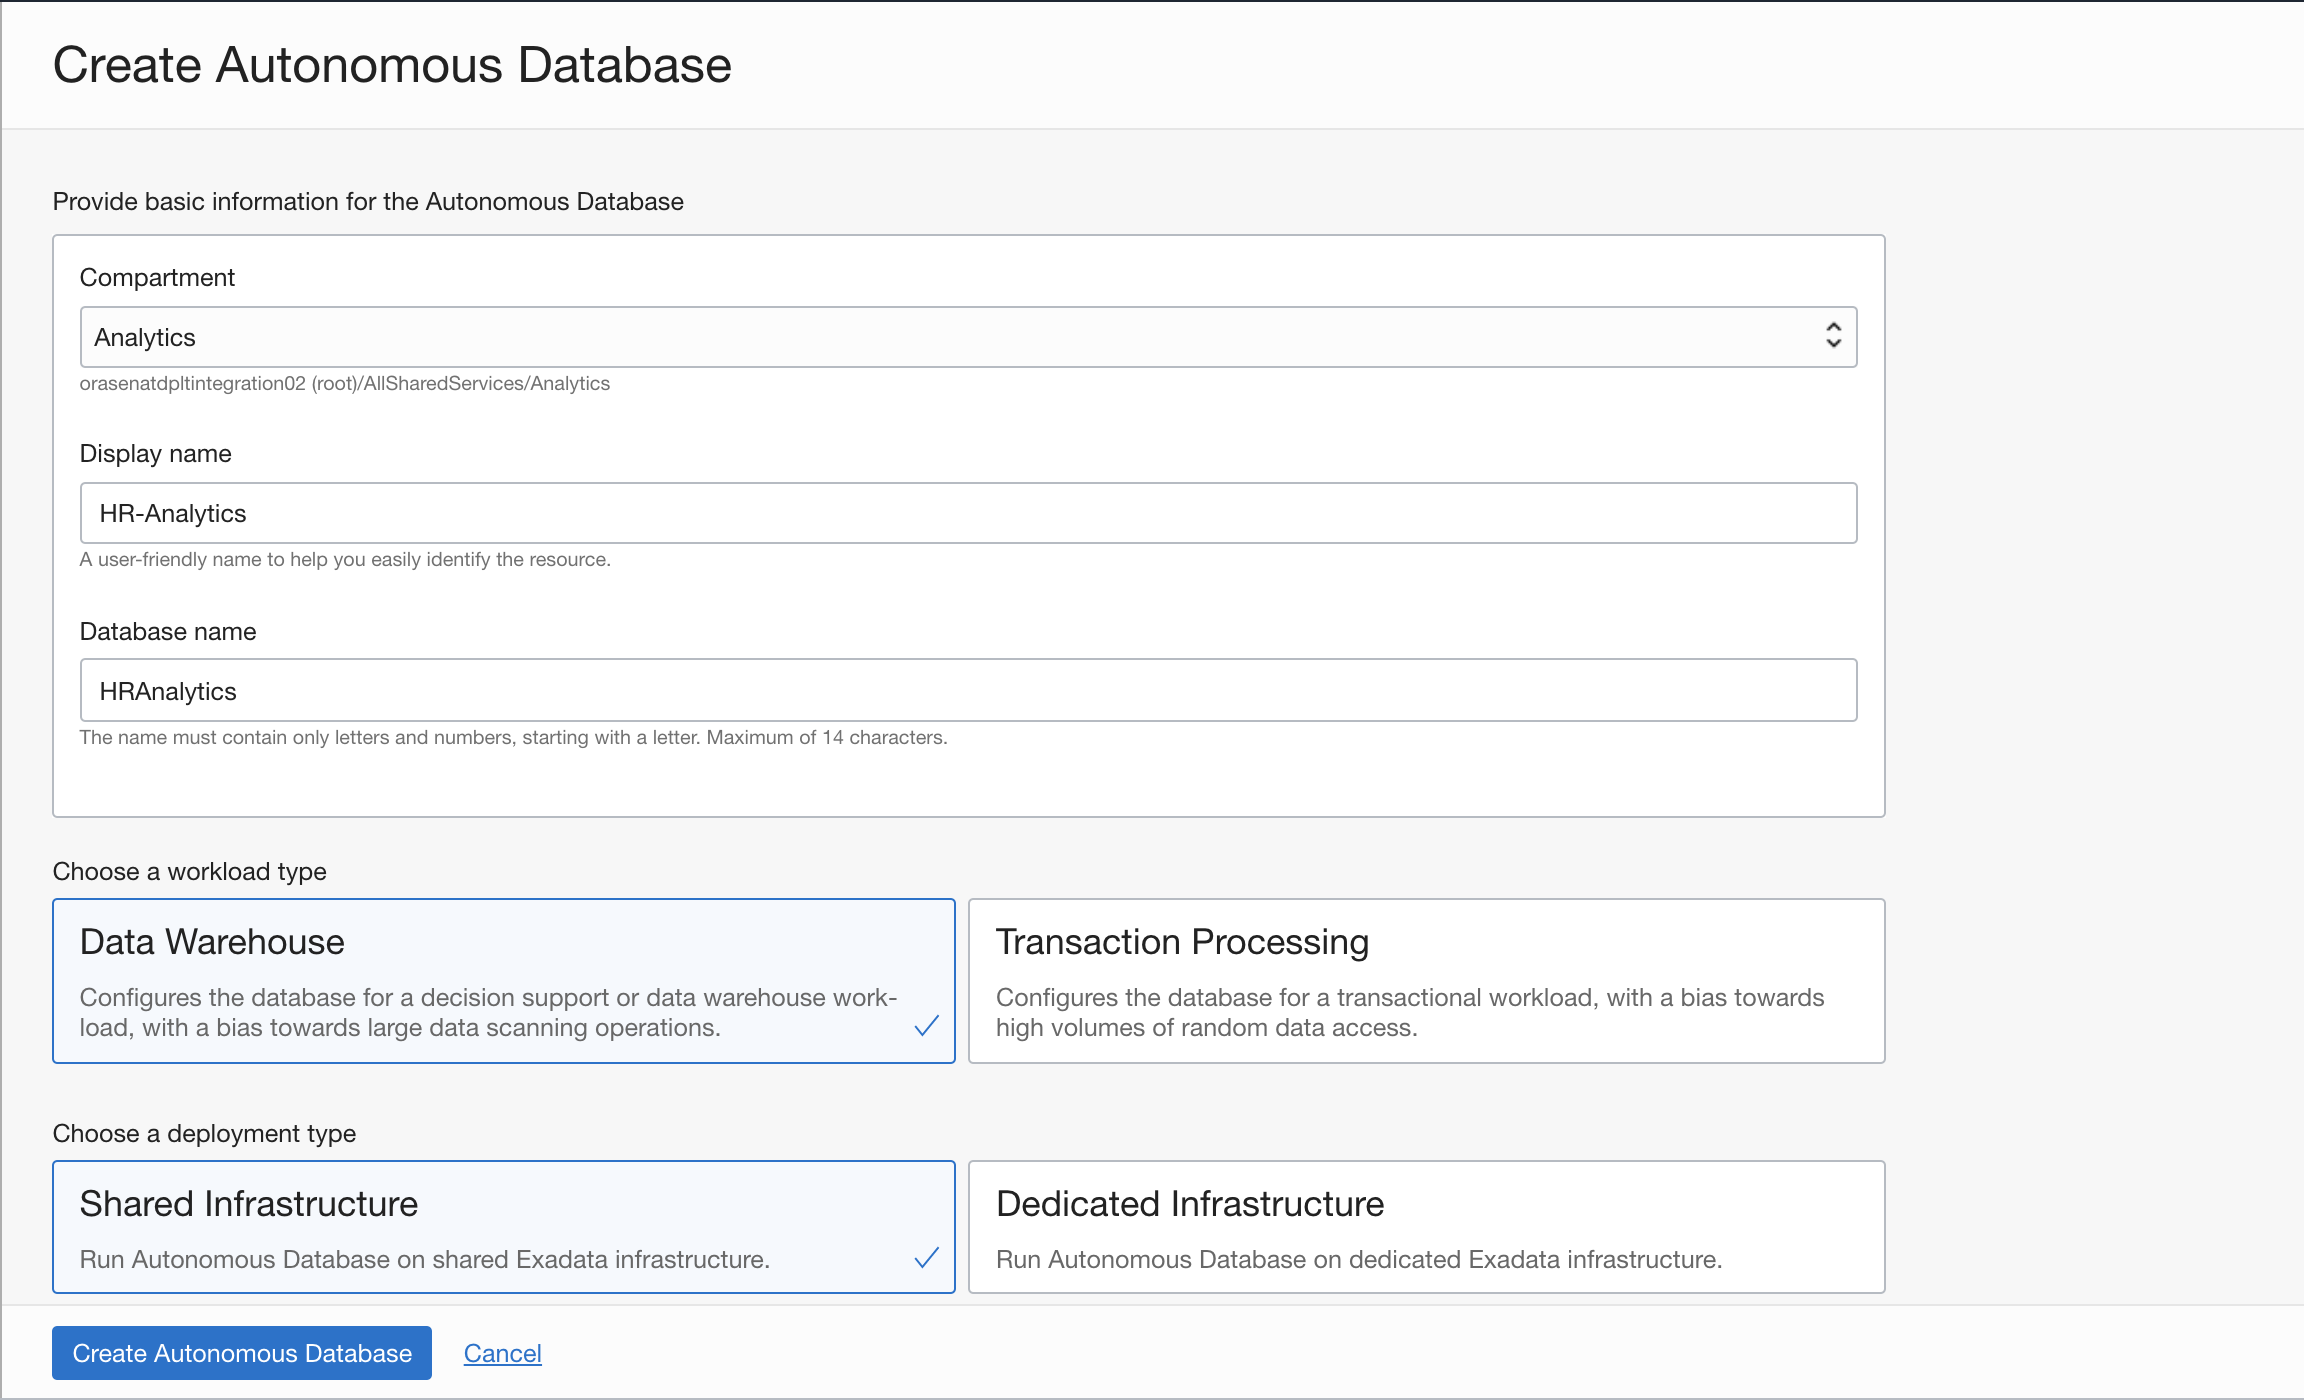 Create Autonomous Database
Provide basic information for the Autonomous Database
Compartment
Analytics
orasenatdpltintegration02 (root)/AllSharedServices/Analytics
Display name
HR-Analytics
A user-friendly name to help you easily identify the resource.
Database name
HRAnalytics
The name must contain only letters and numbers, starting with a letter. Maximum of 14 characters.
Choose a workload type
Data Warehouse
Configures the database for a decision support or data warehouse work-
load, with a bias towards large data scanning operations.
Transaction Processing
Configures the database for a transactional workload, with a bias towards
high volumes of random data access.
Choose a deployment type
Shared Infrastructure
Run Autonomous Database on shared Exadata infrastructure.
Dedicated Infrastructure
Run Autonomous Database on dedicated Exadata infrastructure.
Create Autonomous Database
Cancel